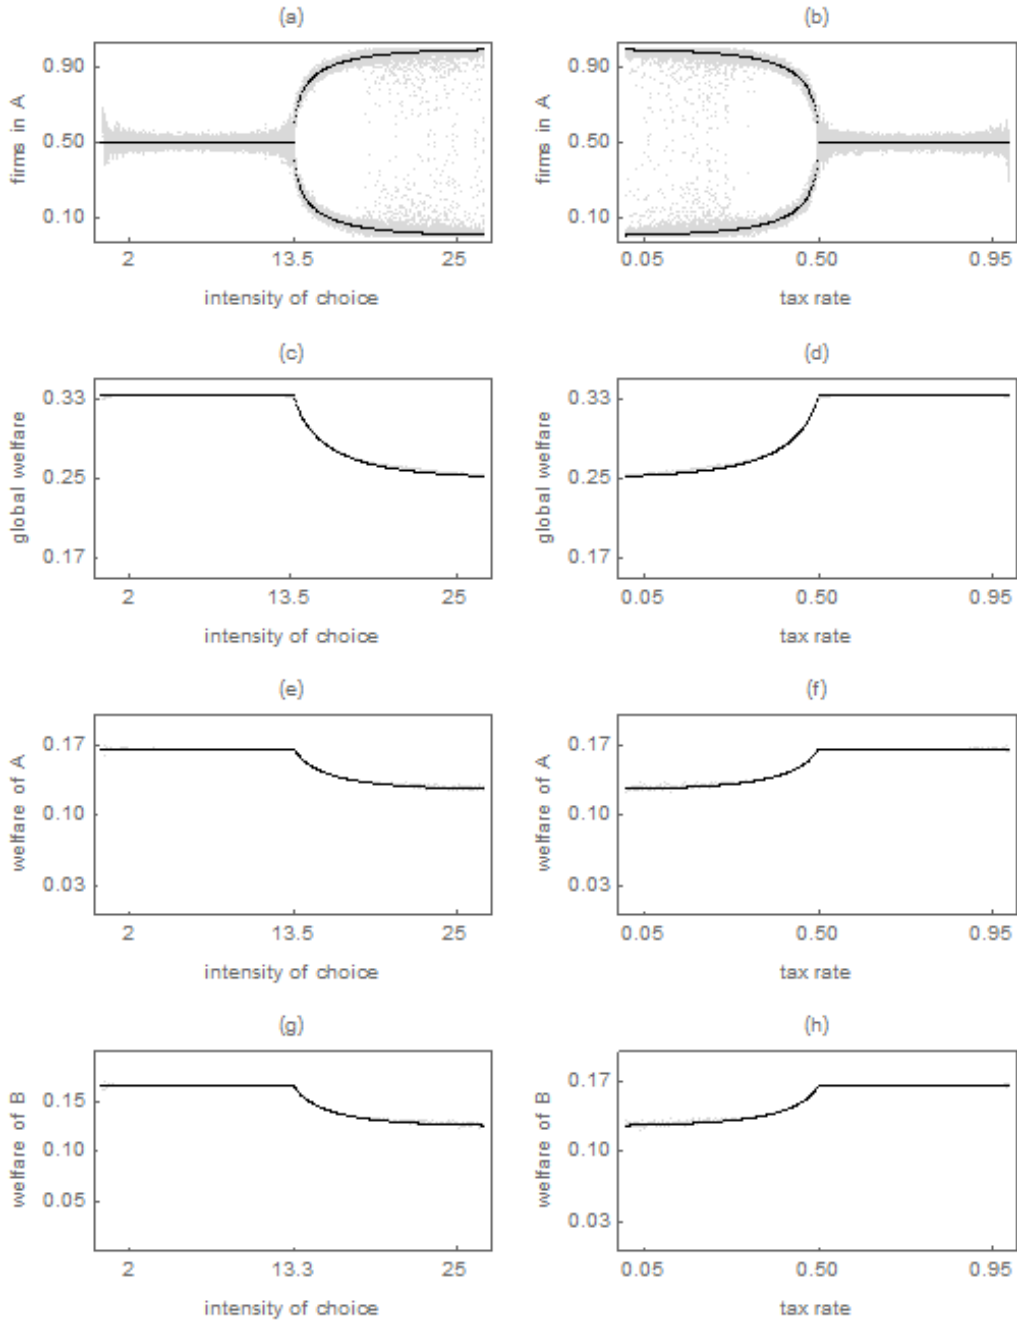 (a)
firms in A
0.90
0.50
0.10
2 13.5 25
intensity of choice
(b)
firms in A
0.90
0.50
0.10
0.05 0.50 0.95
tax rate
(c)
global welfare
0.33
0.25
0.17
2 13.5 25
intensity of choice
(d)
global welfare
0.33
0.25
0.17
0.05 0.50 0.95
tax rate
(e)
welfare of A
0.17
0.10
0.03
2 13.5 25
intensity of choice
(f)
welfare of A
0.17
0.10
0.03
0.05 0.50 0.95
tax rate
(g)
welfare of B
0.15
0.10
0.05
2 13.3 25
intensity of choice
(h)
welfare of B
0.17
0.10
0.03
0.05 0.50 0.95
tax rate